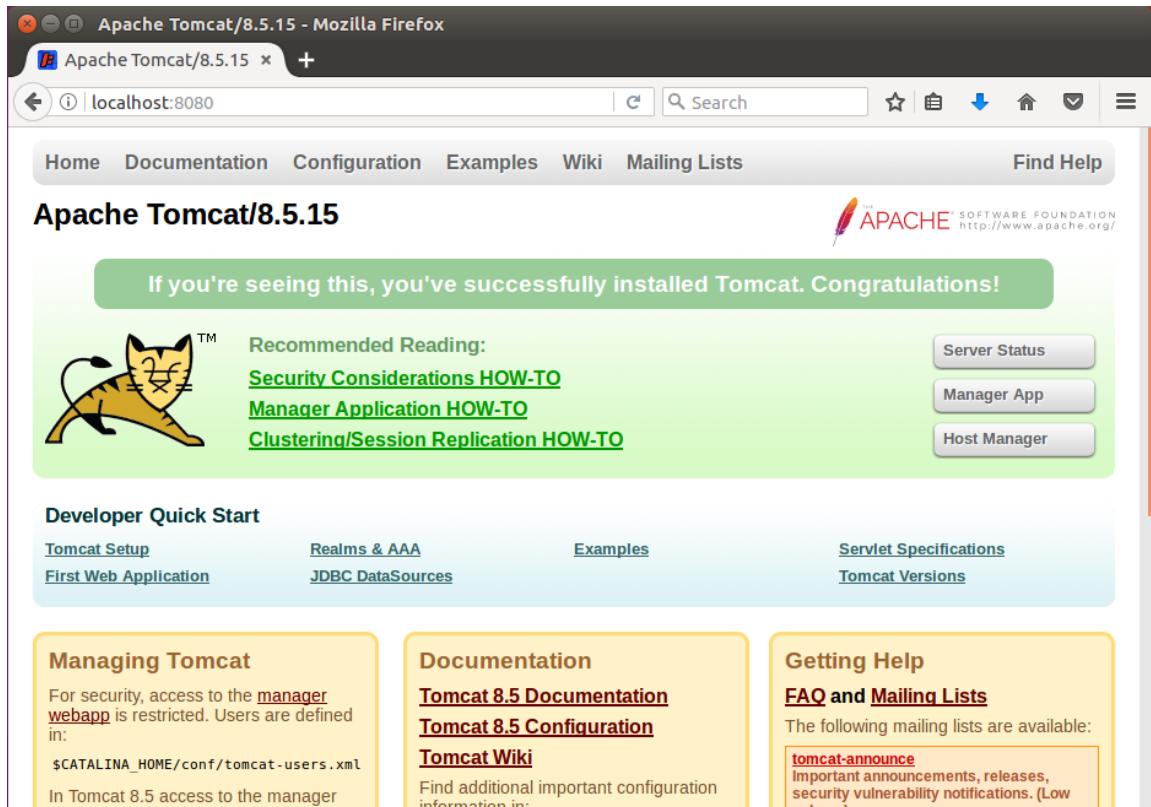 Apache Tomcat/8.5.15 - Mozilla Firefox
Apache Tomcat/8.5.15
localhost:8080
Search
Home Documentation Configuration Examples Wiki Mailing Lists Find Help
Apache Tomcat/8.5.15
THE
APACHE SOFTWARE FOUNDATION
http://www.apache.org/
If you're seeing this, you've successfully installed Tomcat. Congratulations!
TM
Recommended Reading:
Security Considerations HOW-TO
Manager Application HOW-TO
Clustering/Session Replication HOW-TO
Server Status
Manager App
Host Manager
Developer Quick Start
Tomcat Setup
First Web Application
Realms & AAA
JDBC DataSources
Examples
Servlet Specifications
Tomcat Versions
Managing Tomcat
For security, access to the manager
webapp is restricted. Users are defined
in:
$CATALINA_HOME/conf/tomcat-users.xml
In Tomcat 8.5 access to the manager
Documentation
Tomcat 8.5 Documentation
Tomcat 8.5 Configuration
Tomcat Wiki
Find additional important configuration
information in:
Getting Help
FAQ and Mailing Lists
The following mailing lists are available:
tomcat-announce
Important announcements, releases,
security vulnerability notifications. (Low